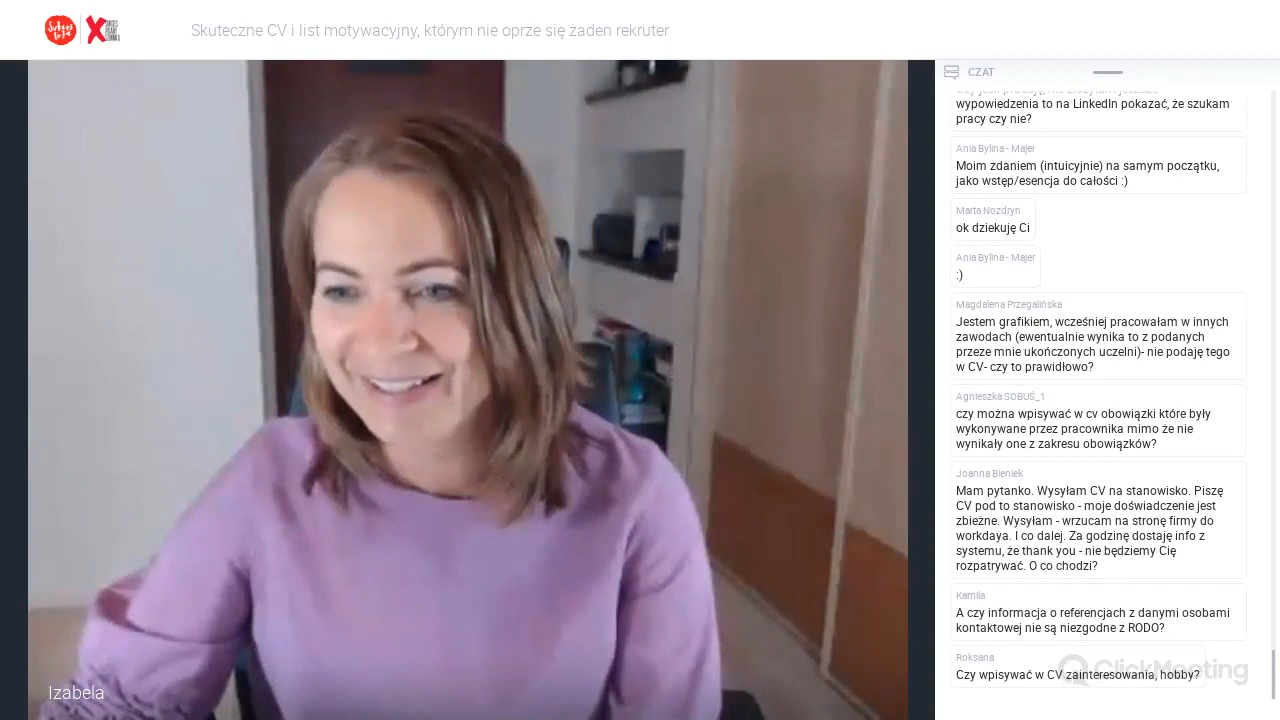 Sukces
to Ja
SUKCES
PISANY
SZMINKĄ
Skuteczne CV i list motywacyjny, którym nie oprze się żaden rekruter
CZAT
wypowiedzenia to na LinkedIn pokazać, że szukam
pracy czy nie?
Ania Bylina - Majer
Moim zdaniem (intuicyjnie) na samym początku,
jako wstęp/esencja do całości :)
Marta Nozdryn
ok dziekuję Ci
Ania Bylina - Majer
:)
Magdalena Przegalińska
Jestem grafikiem, wcześniej pracowałam w innych
zawodach (ewentualnie wynika to z podanych
przeze mnie ukończonych uczelni)- nie podaję tego
w CV- czy to prawidłowo?
Agnieszka SOBUŚ_1
czy można wpisywać w cv obowiązki które były
wykonywane przez pracownika mimo że nie
wynikały one z zakresu obowiązków?
Joanna Bieniek
Mam pytanko. Wysyłam CV na stanowisko. Piszę
CV pod to stanowisko - moje doświadczenie jest
zbieżne. Wysyłam - wrzucam na stronę firmy do
workdaya. I co dalej. Za godzinę dostaję info z
systemu, że thank you - nie będziemy Cię
rozpatrywać. O co chodzi?
Kamila
A czy informacja o referencjach z danymi osobami
kontaktowej nie są niezgodne z RODO?
Roksana
Czy wpisywać w CV zainteresowania, hobby?
ClickMeeting
Izabela